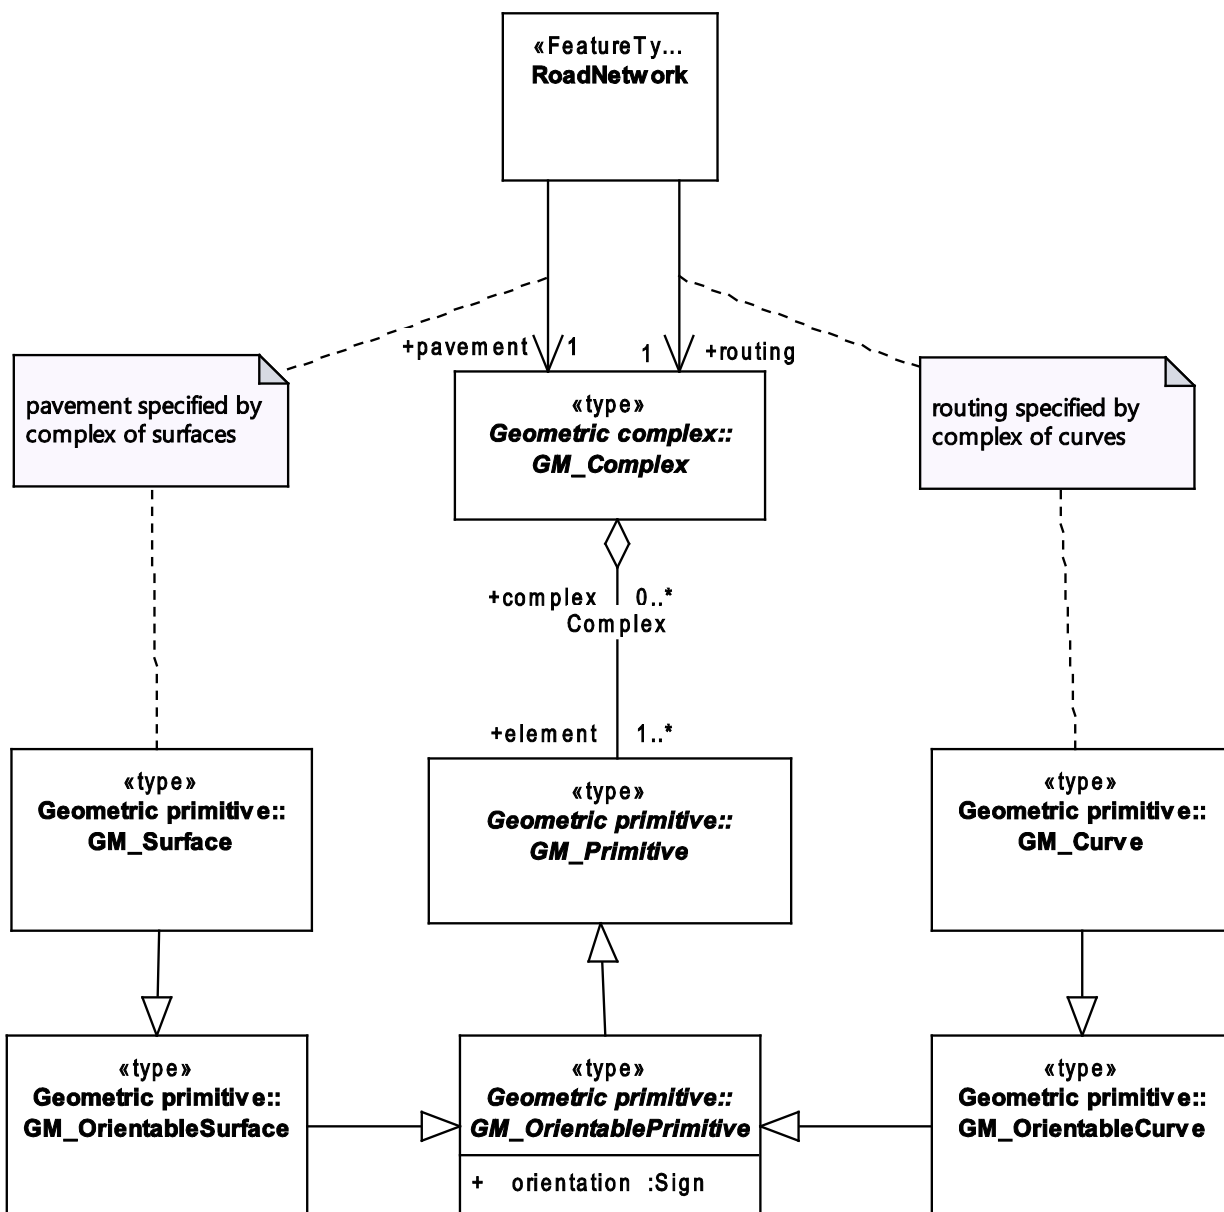 «FeatureTy...
RoadNetwork
+pavement 1
1 +routing
pavement specified by
complex of surfaces
«type»
Geometric complex::
GM_Complex
routing specified by
complex of curves
+complex 0..*
Complex
+element 1..*
«type»
Geometric primitive::
GM_Surface
«type»
Geometric primitive::
GM_Primitive
«type»
Geometric primitive::
GM_Curve
«type»
Geometric primitive::
GM_OrientableSurface
«type»
Geometric primitive::
GM_OrientablePrimitive
+ orientation :Sign
«type»
Geometric primitive::
GM_OrientableCurve